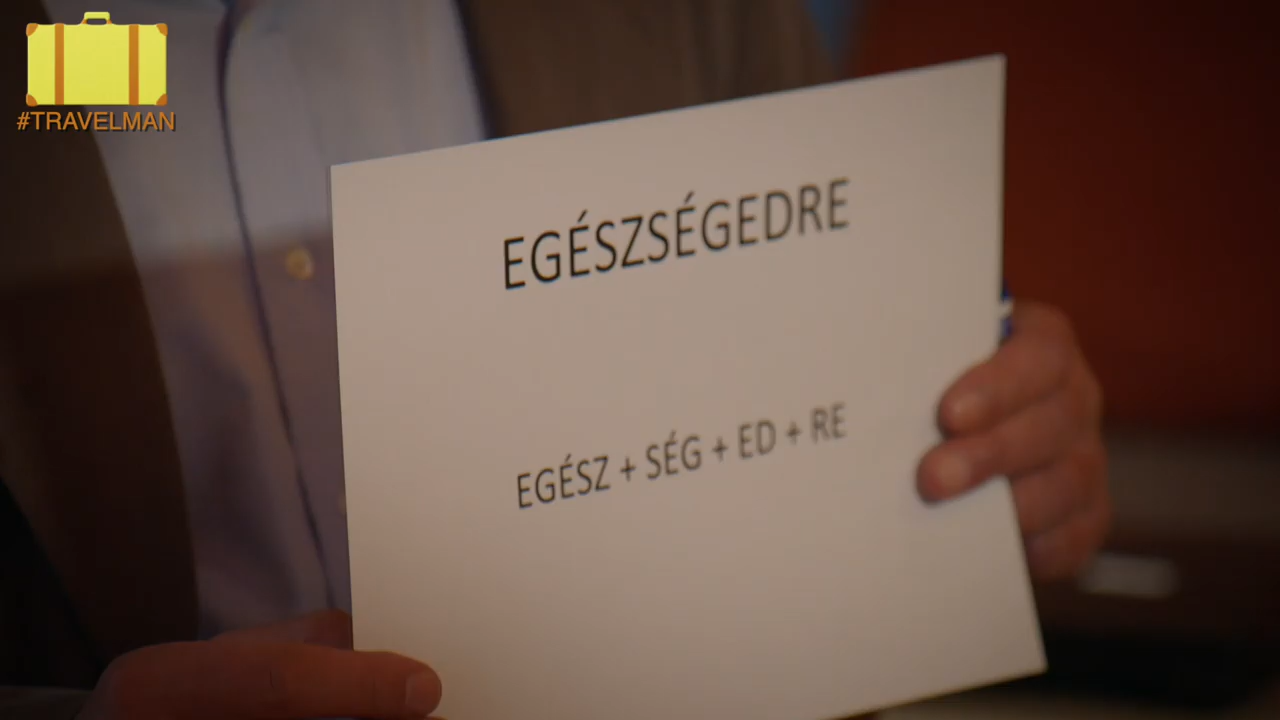 #TRAVELMAN
EGÉSZSÉGEDRE
EGÉSZ + SÉG + ED + RE